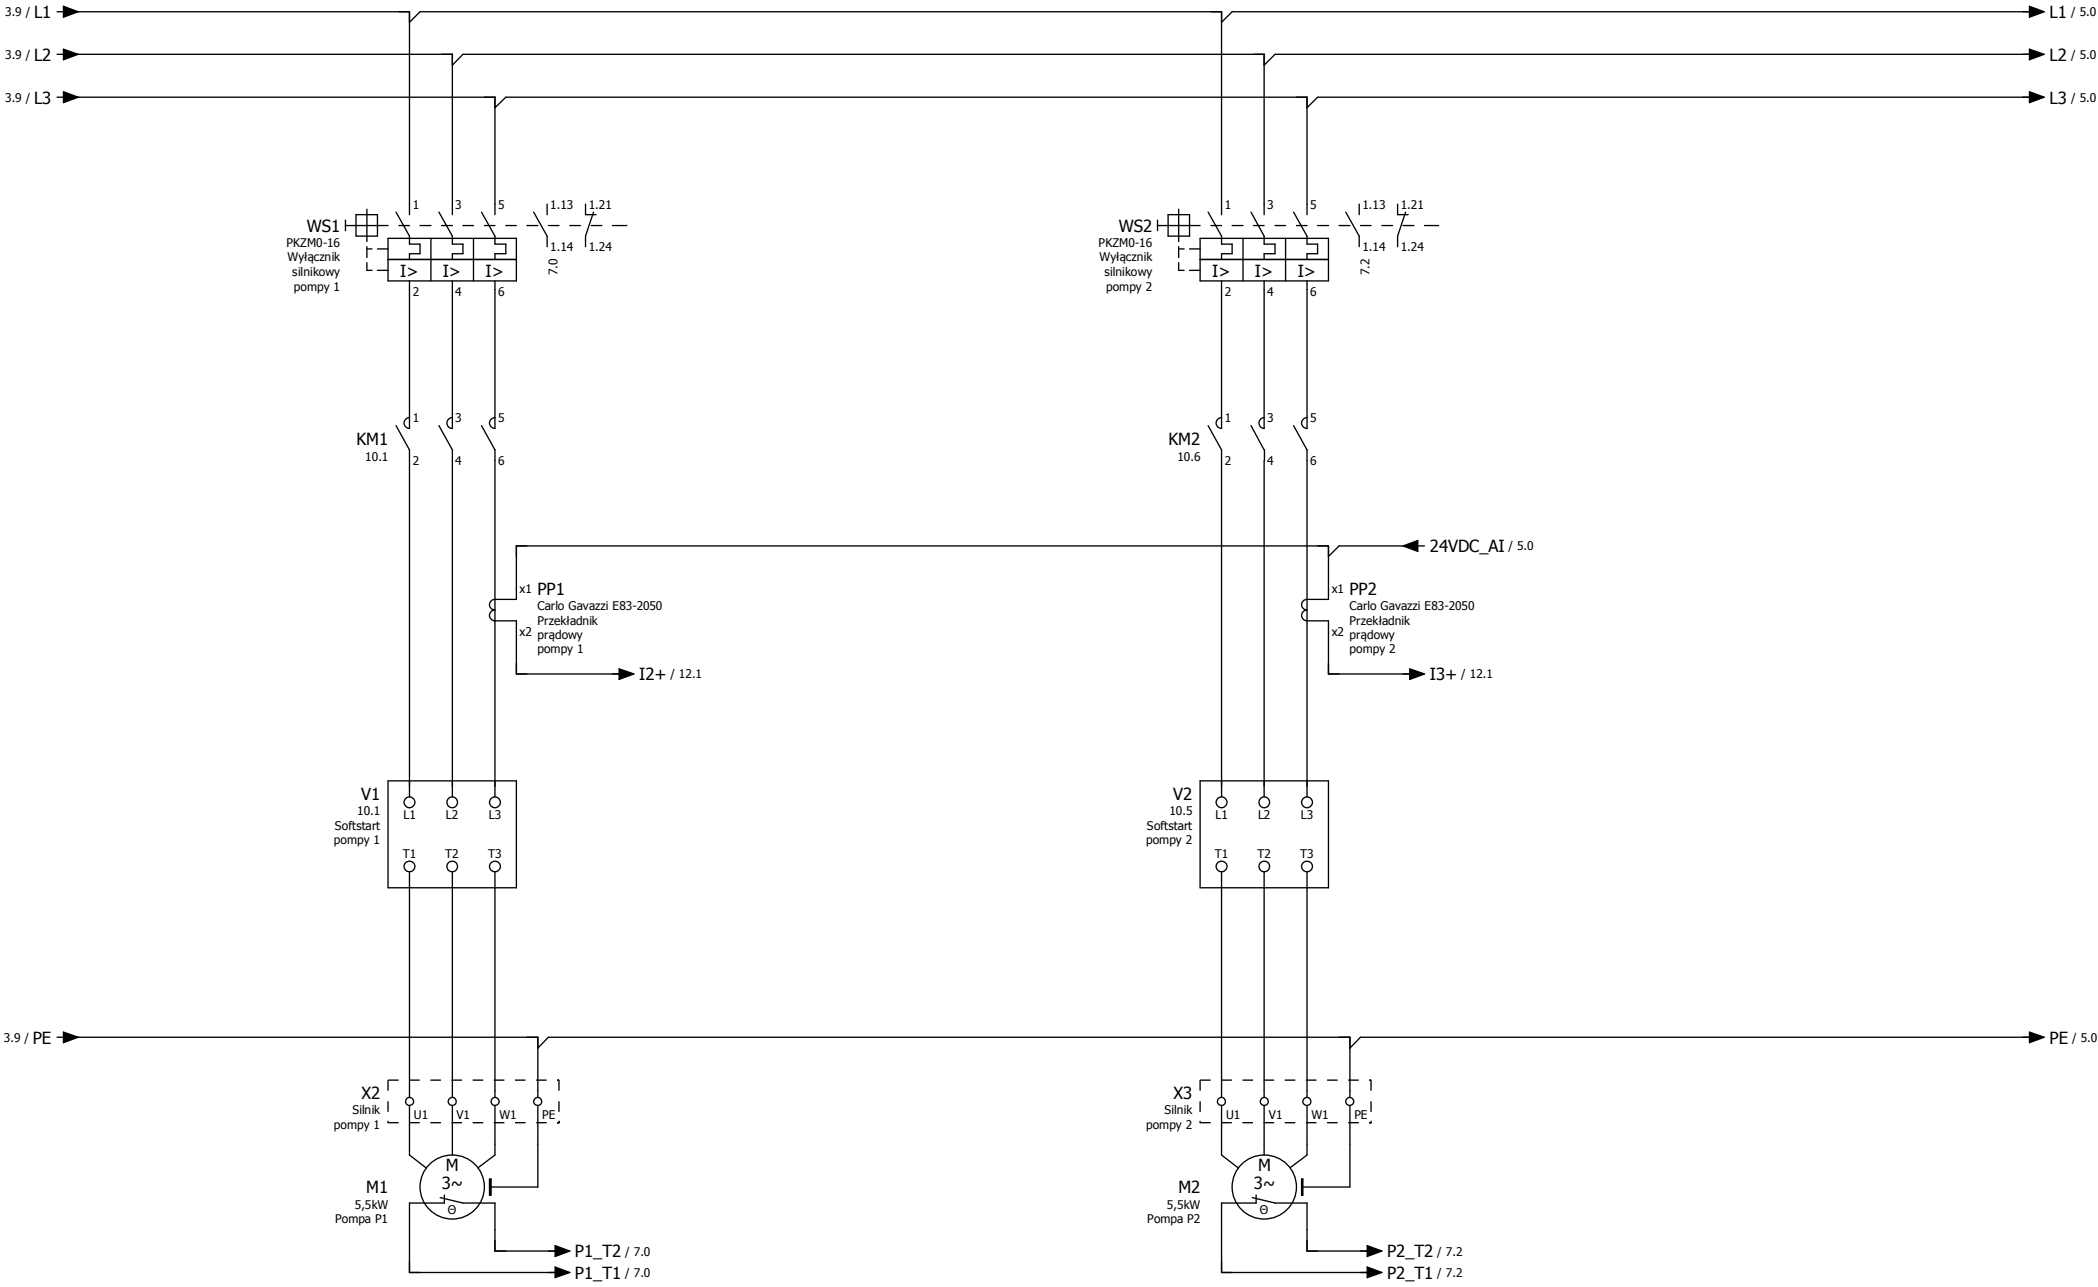 3.9 / L1
L1 / 5.0
3.9 / L2
L2 / 5.0
3.9 / L3
L3 / 5.0
WS1
PKZM0-16
Wyłącznik
silnikowy
pompy 1
1 3 5 1.13 1.21
1.14 1.24
7.0
I> I> I>
2 4 6
WS2
PKZM0-16
Wyłącznik
silnikowy
pompy 2
1 3 5 1.13 1.21
1.14 1.24
7.2
I> I> I>
2 4 6
KM1
10.1
1 3 5
2 4 6
KM2
10.6
1 3 5
2 4 6
24VDC_AI / 5.0
x1 PP1
Carlo Gavazzi E83-2050
Przekładnik
x2 prądowy
pompy 1
I2+ / 12.1
x1 PP2
Carlo Gavazzi E83-2050
Przekładnik
x2 prądowy
pompy 2
I3+ / 12.1
V1
10.1
Softstart
pompy 1
L1 L2 L3
T1 T2 T3
V2
10.5
Softstart
pompy 2
L1 L2 L3
T1 T2 T3
3.9 / PE
PE / 5.0
X2
Silnik
pompy 1
U1 V1 W1 PE
X3
Silnik
pompy 2
U1 V1 W1 PE
M1
5,5kW
Pompa P1
M
3~
Θ
P1_T2 / 7.0
P1_T1 / 7.0
M2
5,5kW
Pompa P2
M
3~
Θ
P2_T2 / 7.2
P2_T1 / 7.2